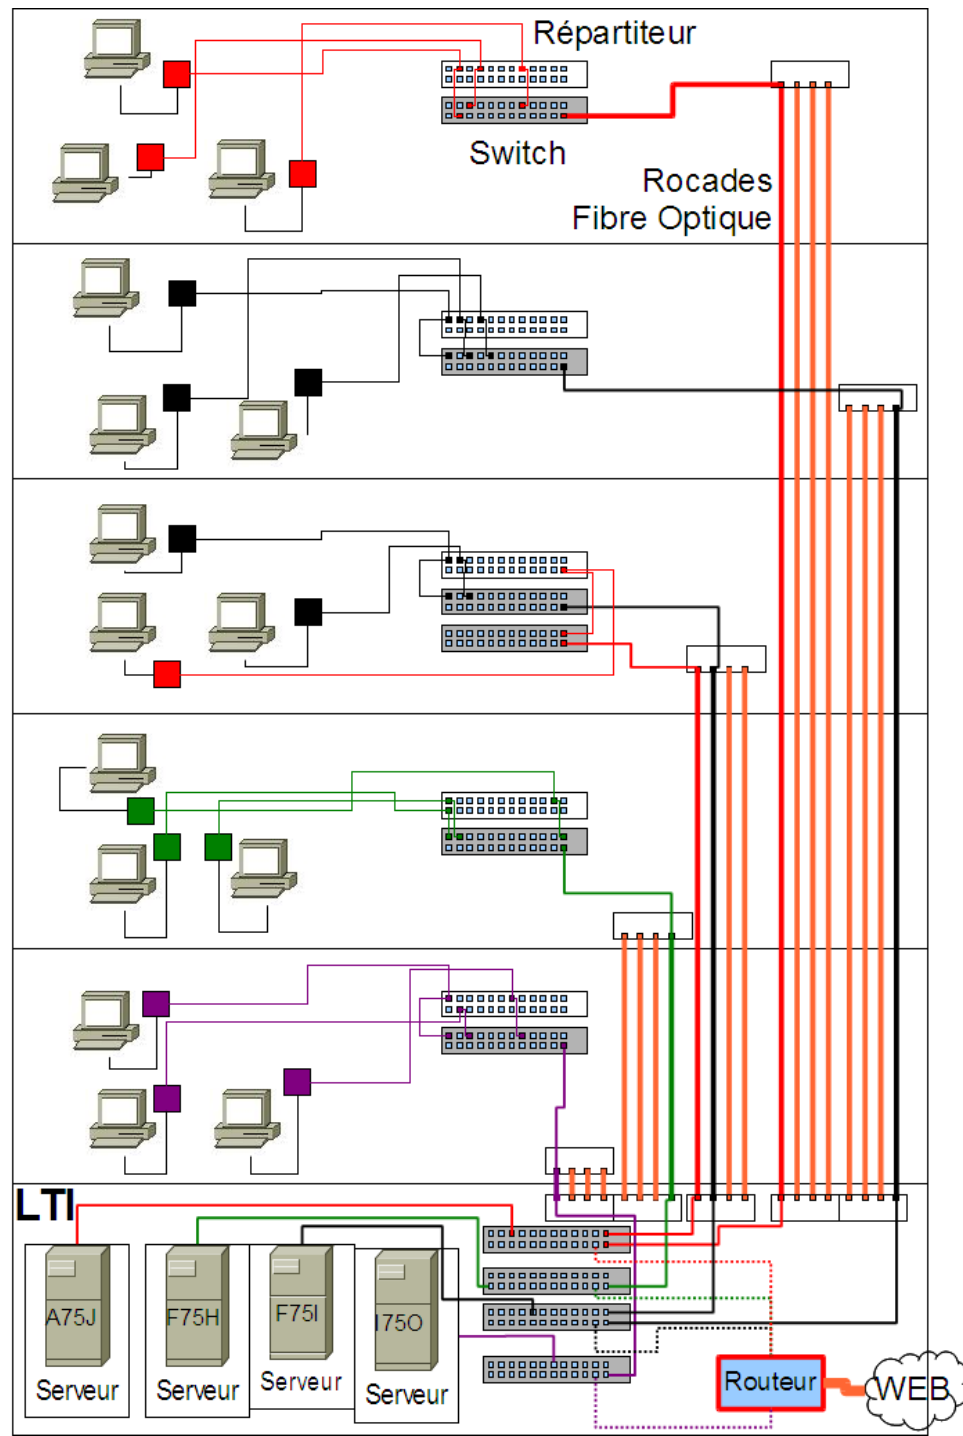 Répartiteur
Switch
Rocades
Fibre Optique
LTI
A75J
F75H
F75I
I75O
Serveur
Serveur
Serveur
Serveur
Routeur
WEB